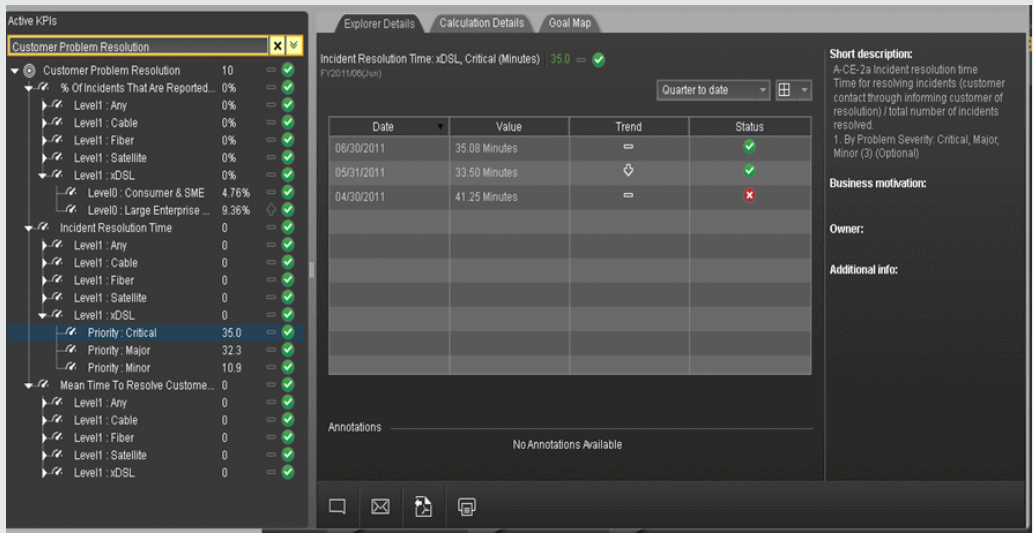 Active KPIs
Customer Problem Resolution
Customer Problem Resolution 10
% Of Incidents That Are Reported... 0%
Level1 : Any 0%
Level1 : Cable 0%
Level1 : Fiber 0%
Level1 : Satellite 0%
Level1 : xDSL 0%
Level0 : Consumer & SME 4.76%
Level0 : Large Enterprise ... 9.36%
Incident Resolution Time 0
Level1 : Any 0
Level1 : Cable 0
Level1 : Fiber 0
Level1 : Satellite 0
Level1 : xDSL 0
Priority : Critical 35.0
Priority : Major 32.3
Priority : Minor 10.9
Mean Time To Resolve Custome... 0
Level1 : Any 0
Level1 : Cable 0
Level1 : Fiber 0
Level1 : Satellite 0
Level1 : xDSL 0
Explorer Details Calculation Details Goal Map
Incident Resolution Time: xDSL, Critical (Minutes) 35.0
FY2011/06(Jun)
Quarter to date
Date Value Trend Status
06/30/2011 35.08 Minutes
05/31/2011 33.50 Minutes
04/30/2011 41.25 Minutes
Annotations
No Annotations Available
Short description:
A-CE-2a Incident resolution time
Time for resolving incidents (customer
contact through informing customer of
resolution) / total number of incidents
resolved.
1. By Problem Severity: Critical, Major,
Minor (3) (Optional)
Business motivation:
Owner:
Additional info: